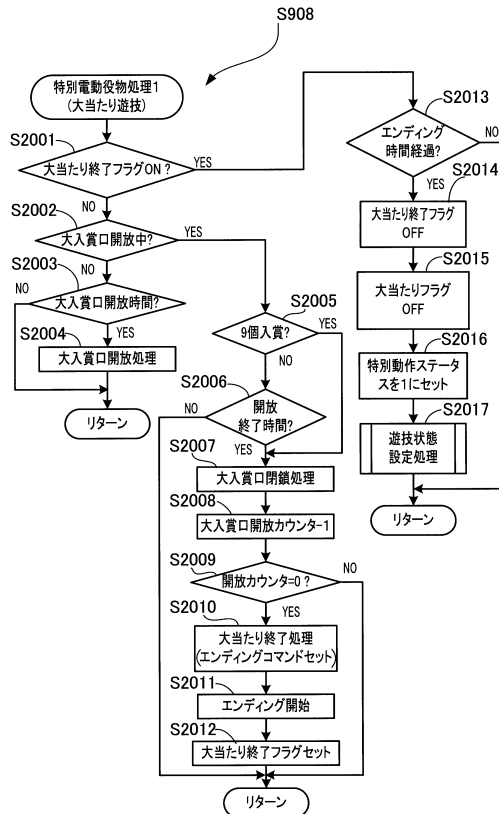 S908
特別電動役物処理1
(大当たり遊技)
S2001
大当たり終了フラグON?
YES
NO
S2002
大入賞口開放中?
YES
NO
S2003
NO
大入賞口開放時間?
YES
S2004
大入賞口開放処理
リターン
S2005
9個入賞?
YES
NO
S2006
NO
開放
終了時間?
YES
S2007
大入賞口閉鎖処理
S2008
大入賞口開放カウンタ-1
S2009
NO
開放カウンタ=0?
YES
S2010
大当たり終了処理
(エンディングコマンドセット)
S2011
エンディング開始
S2012
大当たり終了フラグセット
リターン
S2013
エンディング
時間経過?
NO
YES
S2014
大当たり終了フラグ
OFF
S2015
大当たりフラグ
OFF
S2016
特別動作ステータ
スを1にセット
S2017
遊技状態
設定処理
リターン